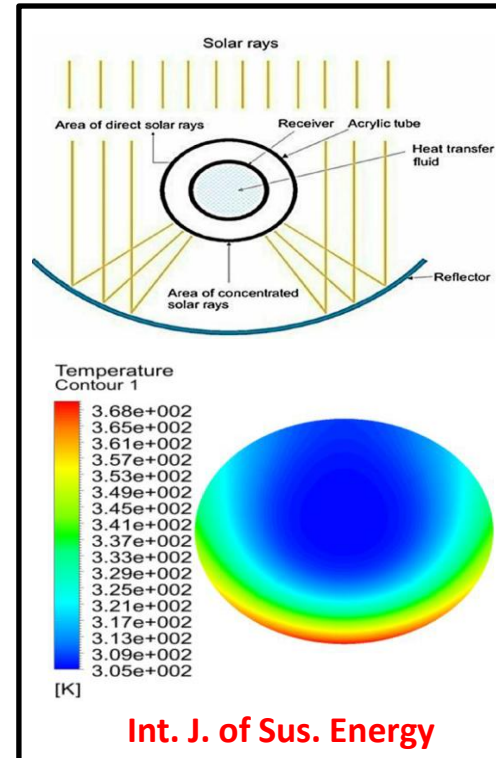 Solar rays
Area of direct solar rays
Receiver
Acrylic tube
Heat transfer
fluid
Reflector
Area of concentrated
solar rays
Temperature
Contour 1
3.68e+002
3.65e+002
3.61e+002
3.57e+002
3.53e+002
3.49e+002
3.45e+002
3.41e+002
3.37e+002
3.33e+002
3.29e+002
3.25e+002
3.21e+002
3.17e+002
3.13e+002
3.09e+002
3.05e+002
[K]
Int. J. of Sus. Energy